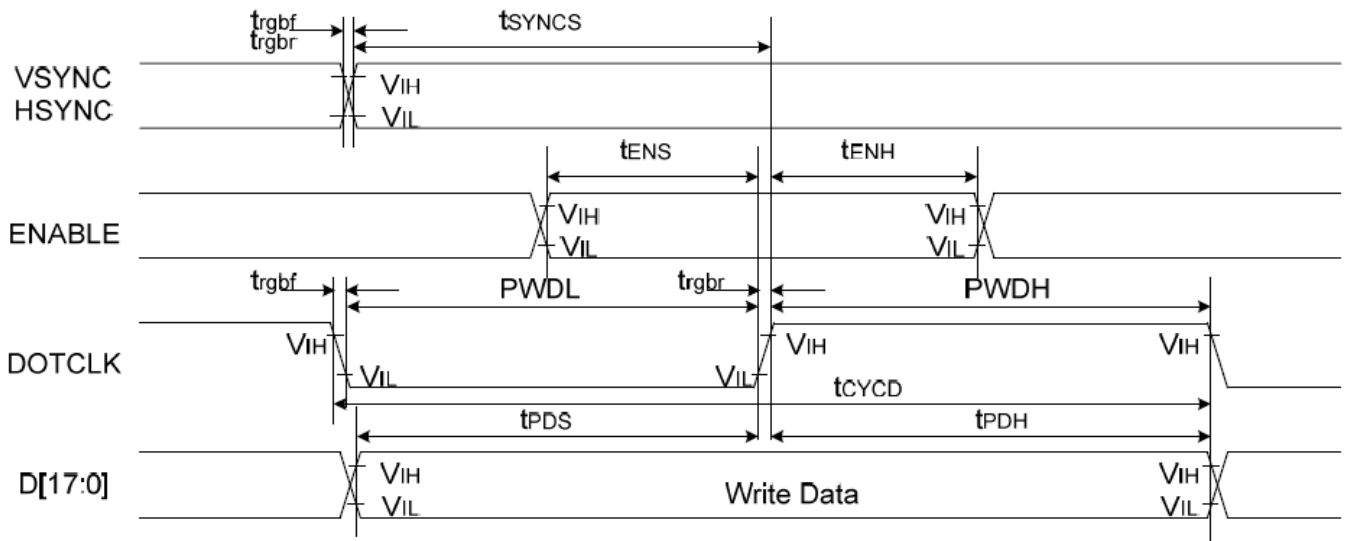 trgbf
trgbr
tSYNCS
VSYNC
HSYNC
VIH
VIL
tENS
tENH
ENABLE
VIH
VIL
VIH
VIL
trgbf
PWDL
trgbr
PWDH
DOTCLK
VIH
VIL
VIL
VIH
VIH
tCYCD
tPDS
tPDH
D[17:0]
VIH
VIL
Write Data
VIH
VIL